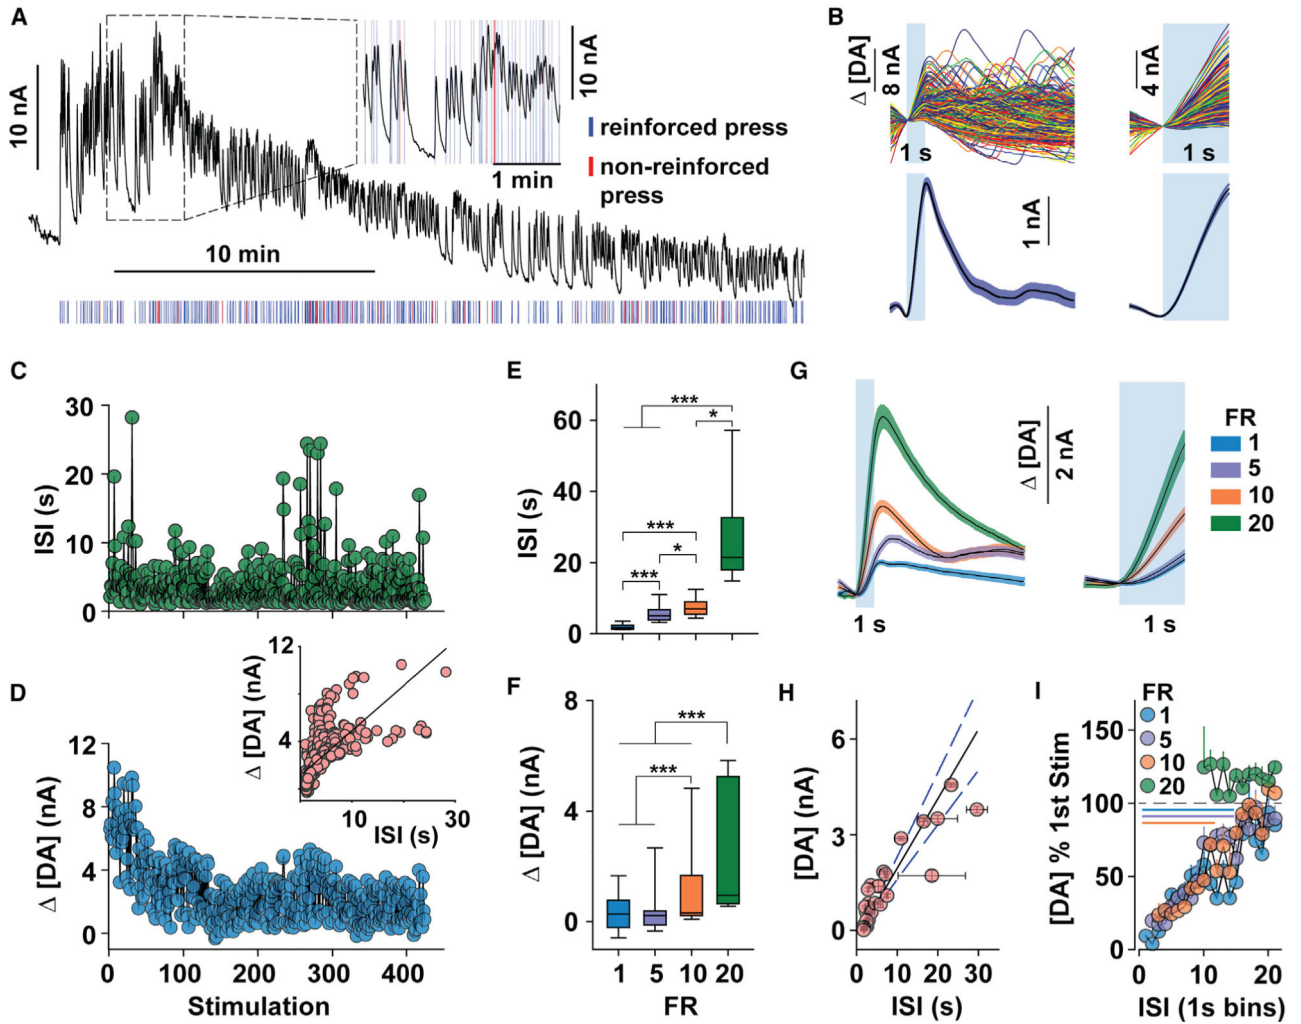 A
10 nA
10 nA
reinforced press
non-reinforced
press
1 min
10 min
B
Δ [DA]
8 nA
4 nA
1 s
1 s
1 nA
C
30
20
10
0
ISI (s)
D
12
8
4
0
Δ [DA] (nA)
0
100
200
300
400
Stimulation
12
4
Δ [DA] (nA)
10
30
ISI (s)
E
60
40
20
0
ISI (s)
***
*
***
*
***
F
8
4
0
Δ [DA] (nA)
***
***
1
5
10
20
FR
G
Δ [DA]
2 nA
1 s
1 s
FR
1
5
10
20
H
6
3
0
[DA] (nA)
0
10
20
30
ISI (s)
I
FR
1
5
10
20
150
100
50
0
[DA] % 1st Stim
0
10
20
ISI (1s bins)